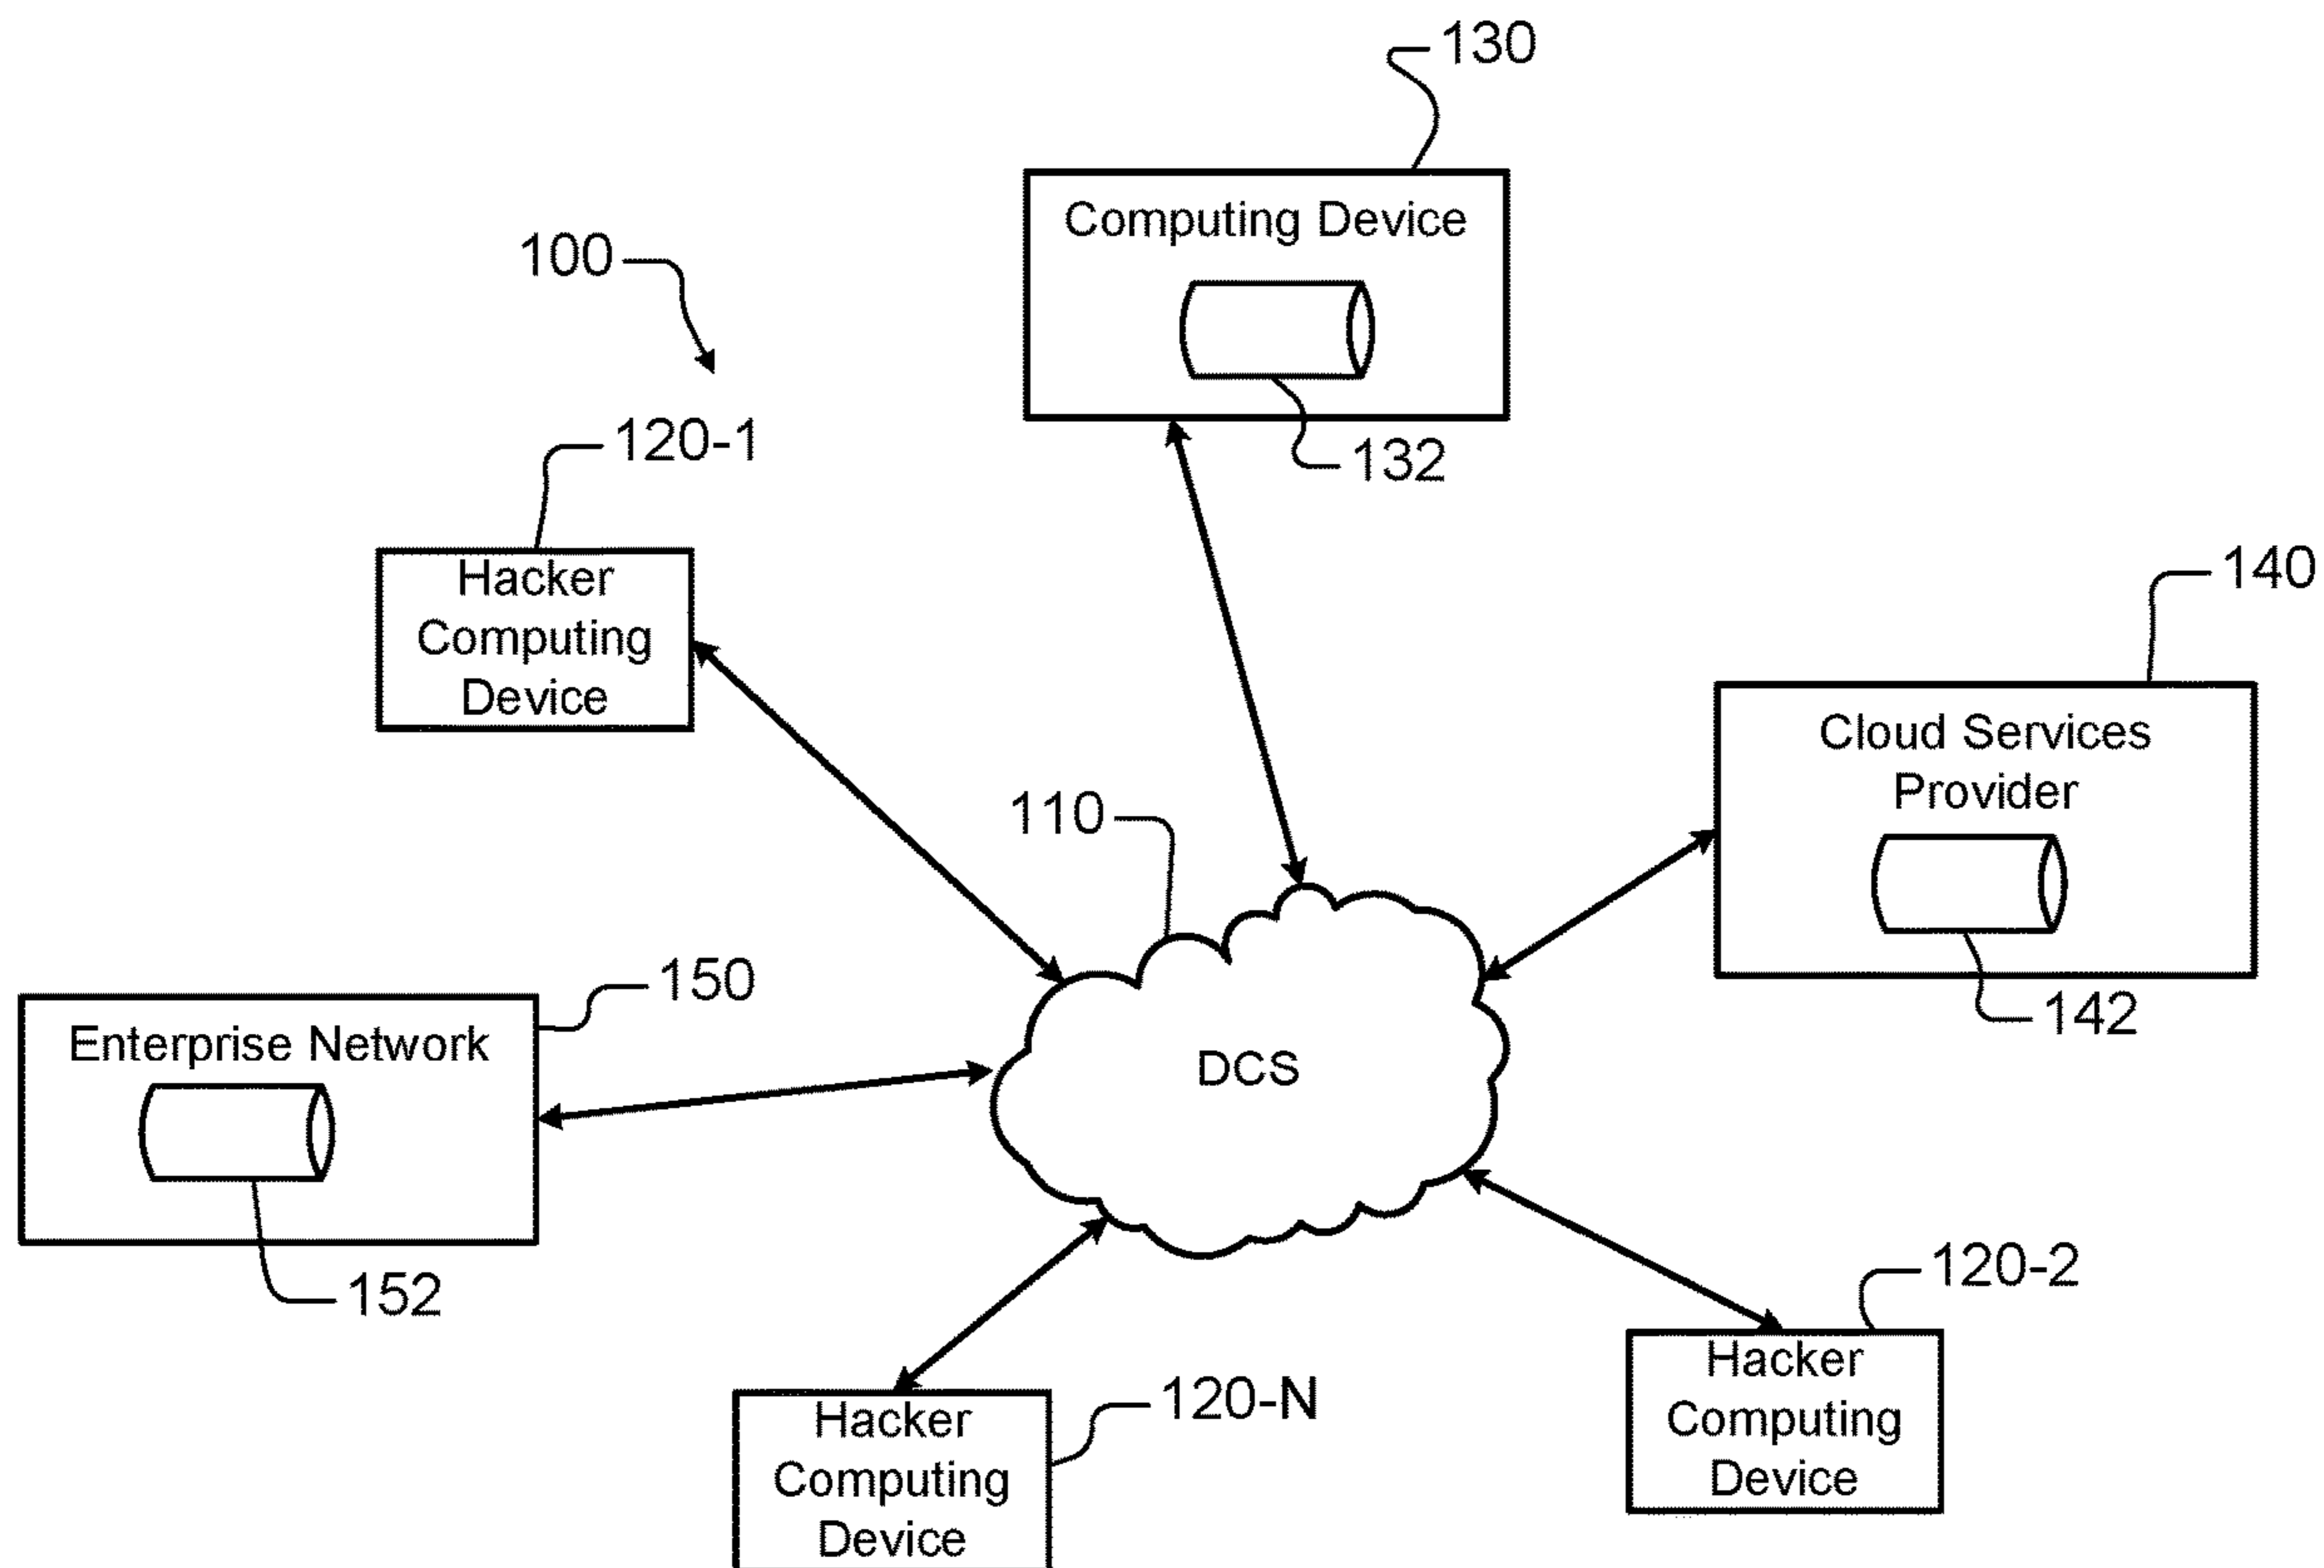 130
Computing Device
100
132
120-1
Hacker
Computing
Device
140
Cloud Services
Provider
110
142
150
Enterprise Network
DCS
152
120-2
Hacker
Computing
Device
120-N
Hacker
Computing
Device